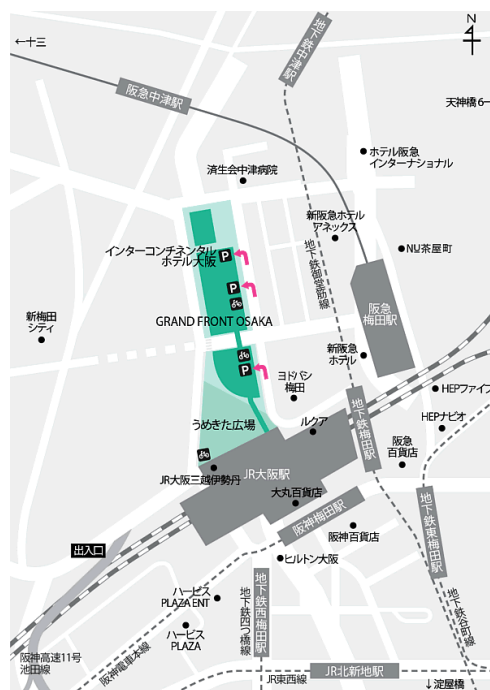 N
←十三
地下鉄中津駅
阪急中津駅
天神橋6ー
ホテル阪急
インターナショナル
済生会中津病院
新阪急ホテル
アネックス
インターコンチネンタル
ホテル大阪
P
地下鉄御堂筋線
NU茶屋町
P
阪急
梅田駅
新梅田
シティ
GRAND FRONT OSAKA
新阪急
ホテル
P
ヨドバシ
梅田
HEPファイブ
うめきた広場
ルクア
地下鉄梅田駅
HEPナビオ
阪急
百貨店
JR大阪三越伊勢丹
JR大阪駅
大丸百貨店
阪神梅田駅
阪神百貨店
地下鉄東梅田駅
出入口
ヒルトン大阪
ハービス
PLAZA ENT
地下鉄四つ橋線
地下鉄西梅田駅
地下鉄谷町線
ハービス
PLAZA
阪神高速11号
池田線
阪神電車本線
JR東西線
JR北新地駅
↓淀屋橋